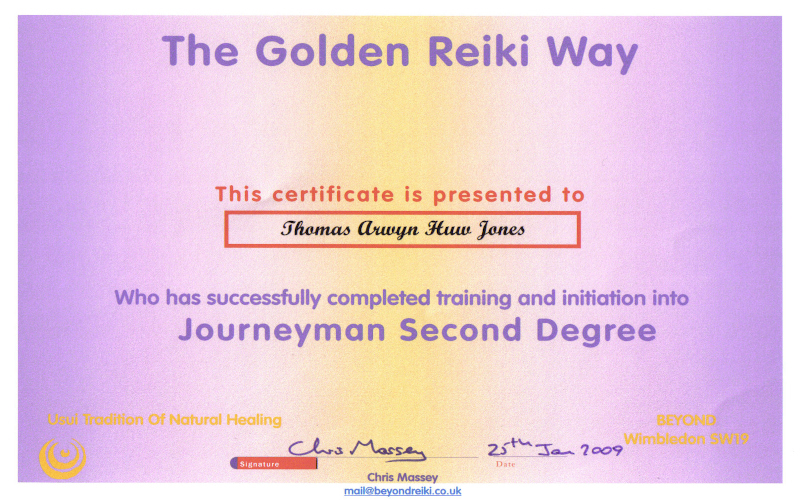 The Golden Reiki Way
This certificate is presented to
Thomas Arwyn Huw Jones
Who has successfully completed training and initiation into
Journeyman Second Degree
Usui Tradition Of Natural Healing
BEYOND
Wimbledon SW19
Chris Massey
25th Jan 2009
Signature
Date
Chris Massey
mail@beyondreiki.co.uk